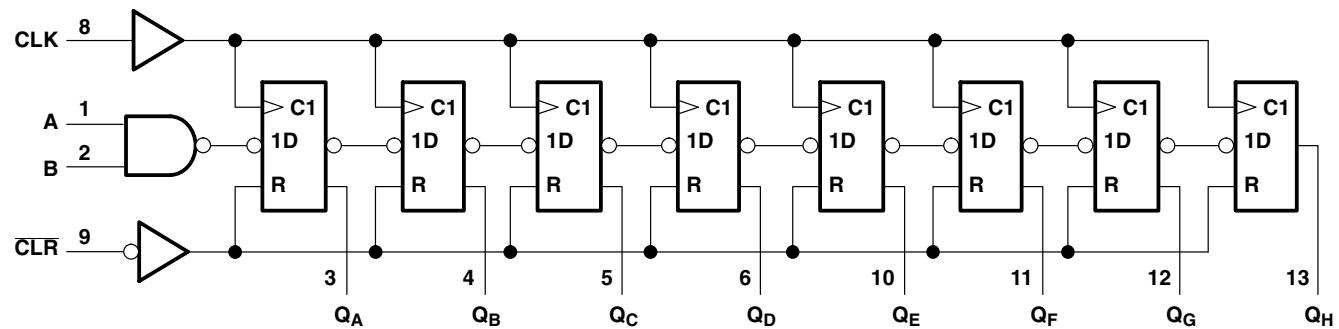 CLK 8
C1 C1 C1 C1 C1 C1 C1 C1
A 1
1D 1D 1D 1D 1D 1D 1D 1D
B 2
R R R R R R R R
CLR 9
3 4 5 6 10 11 12 13
QA QB QC QD QE QF QG QH